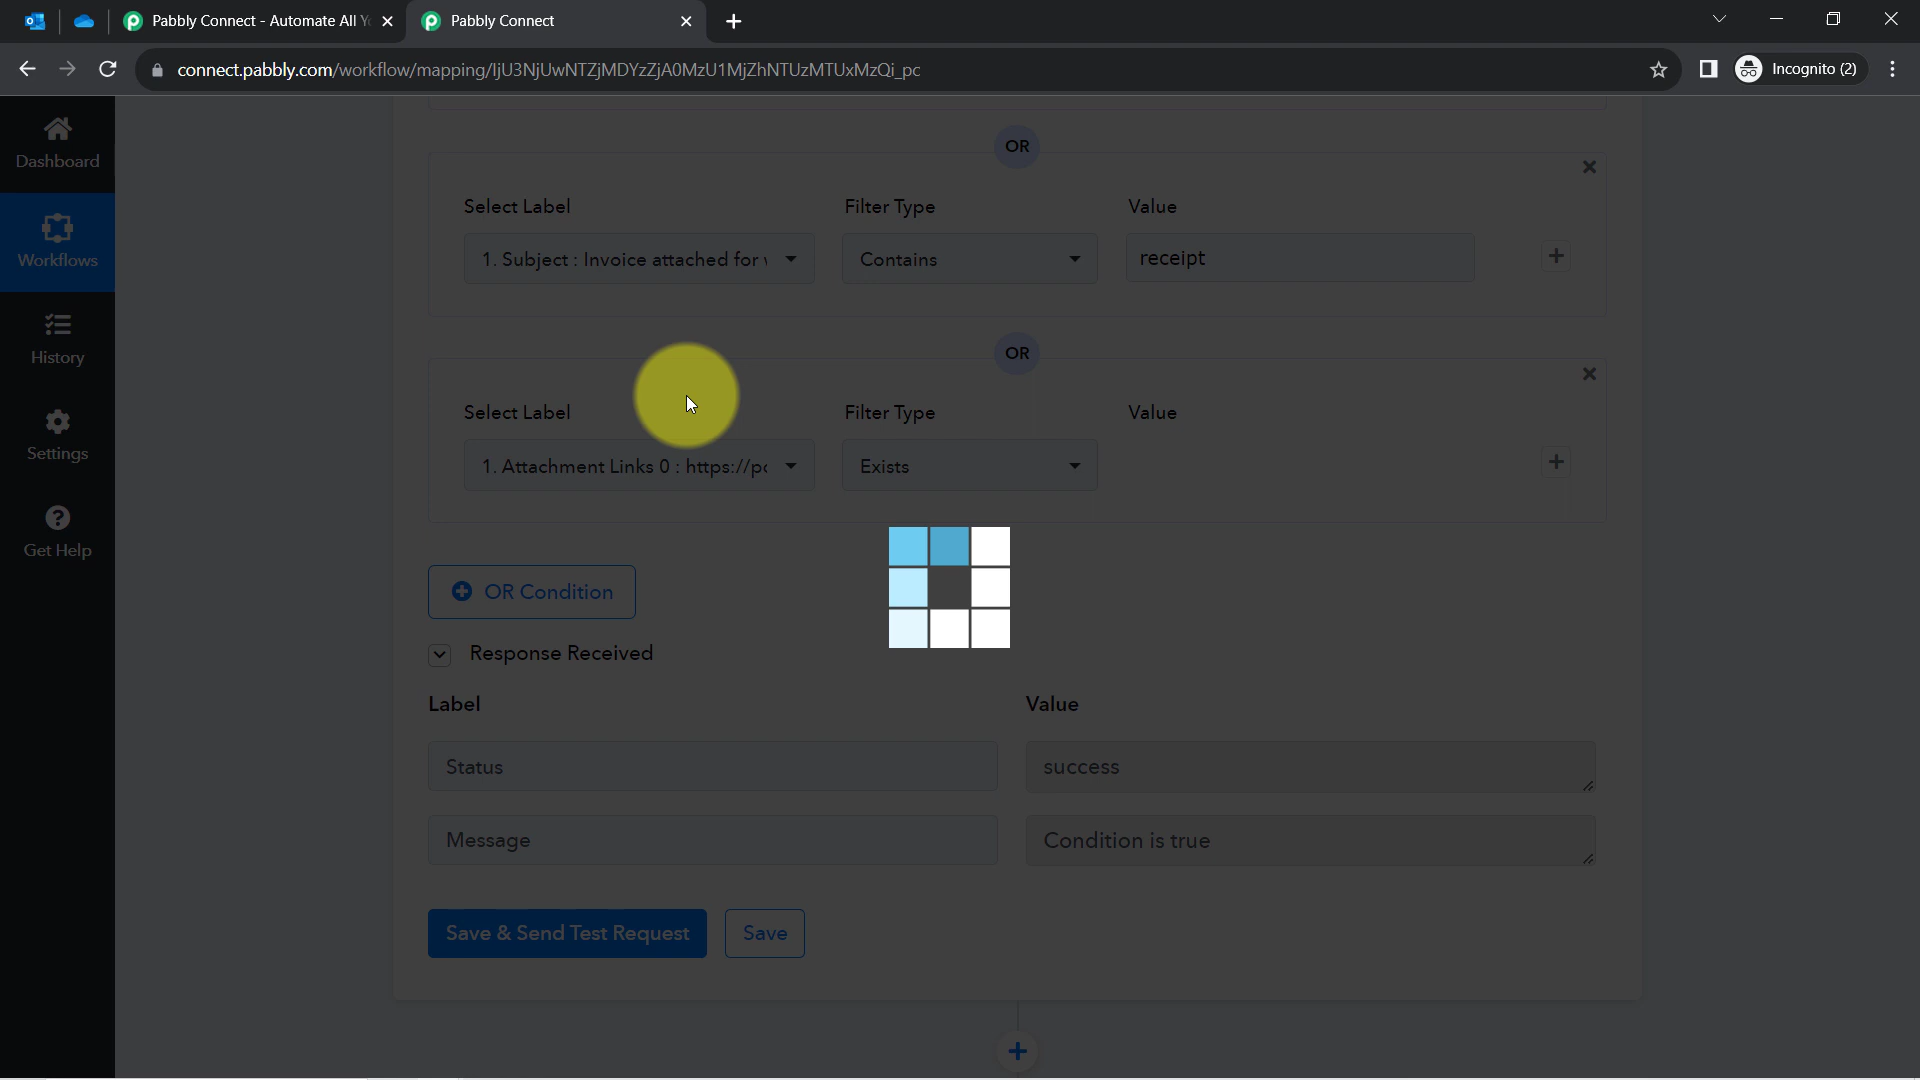 Pabbly Connect - Automate All Y
Pabbly Connect
connect.pabbly.com/workflow/mapping/IjU3NjUwNTZjMDYzZjA0MzU1MjZhNTUzMTUxMzQi_pc
Incognito (2)
Dashboard
Workflows
History
Settings
Get Help
OR
Select Label
Filter Type
Value
1. Subject : Invoice attached for
Contains
receipt
OR
Select Label
Filter Type
Value
1. Attachment Links 0 : https://p
Exists
OR Condition
Response Received
Label
Value
Status
success
Message
Condition is true
Save & Send Test Request
Save